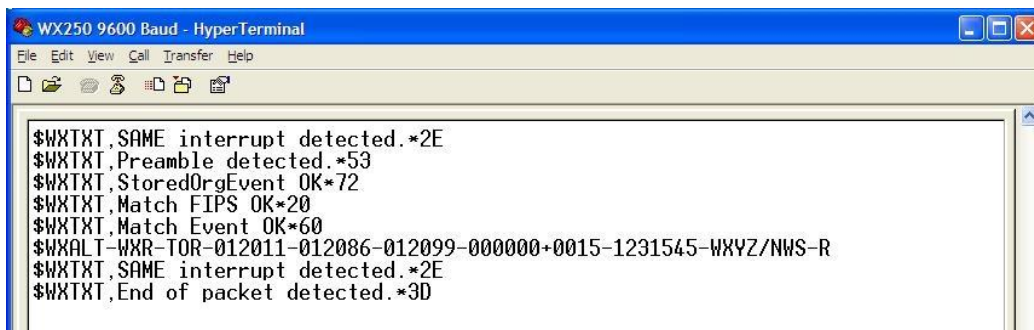 WX250 9600 Baud - HyperTerminal
File Edit View Call Transfer Help
$WXTXT,SAME interrupt detected.*2E
$WXTXT,Preamble detected.*53
$WXTXT,StoredOrgEvent OK*72
$WXTXT,Match FIPS OK*20
$WXTXT,Match Event OK*60
$WXALT-WXR-TOR-012011-012086-012099-000000+0015-1231545-WXYZ/NWS-R
$WXTXT,SAME interrupt detected.*2E
$WXTXT,End of packet detected.*3D